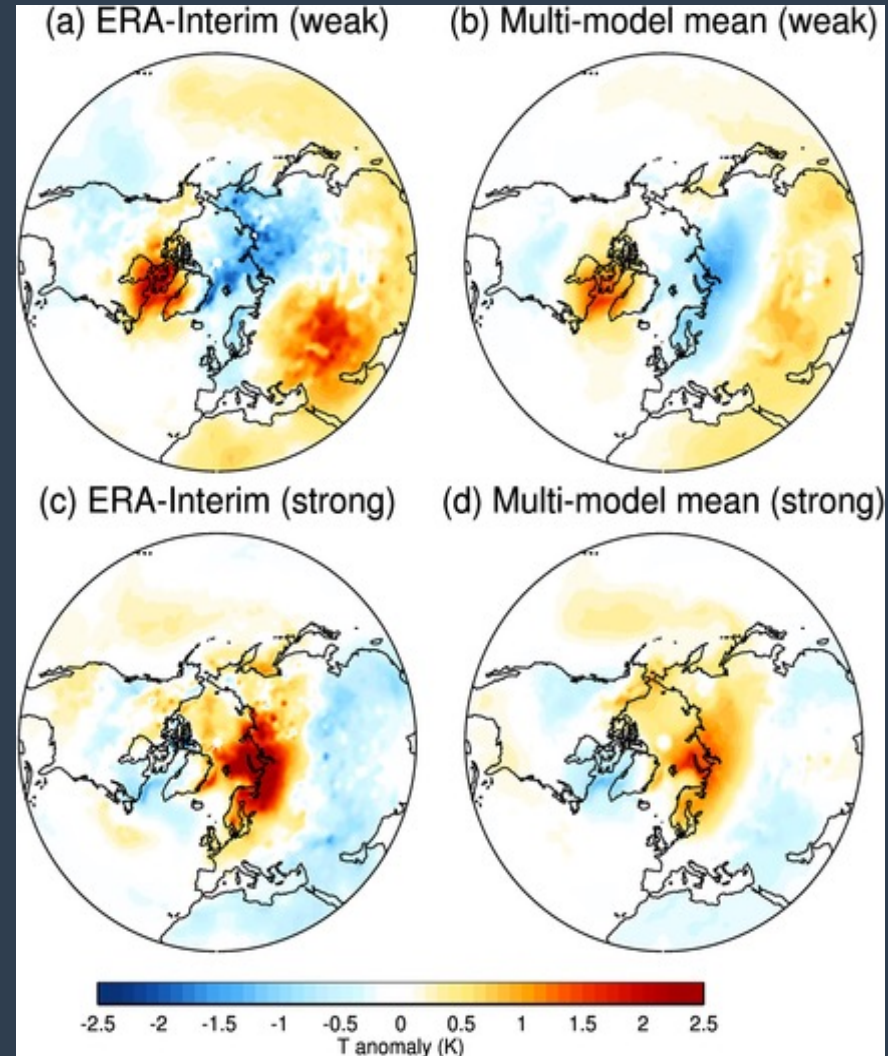 (a) ERA-Interim (weak)
(b) Multi-model mean (weak)
(c) ERA-Interim (strong)
(d) Multi-model mean (strong)
-2.5 -2 -1.5 -1 -0.5 0 0.5 1 1.5 2 2.5
T anomaly (K)